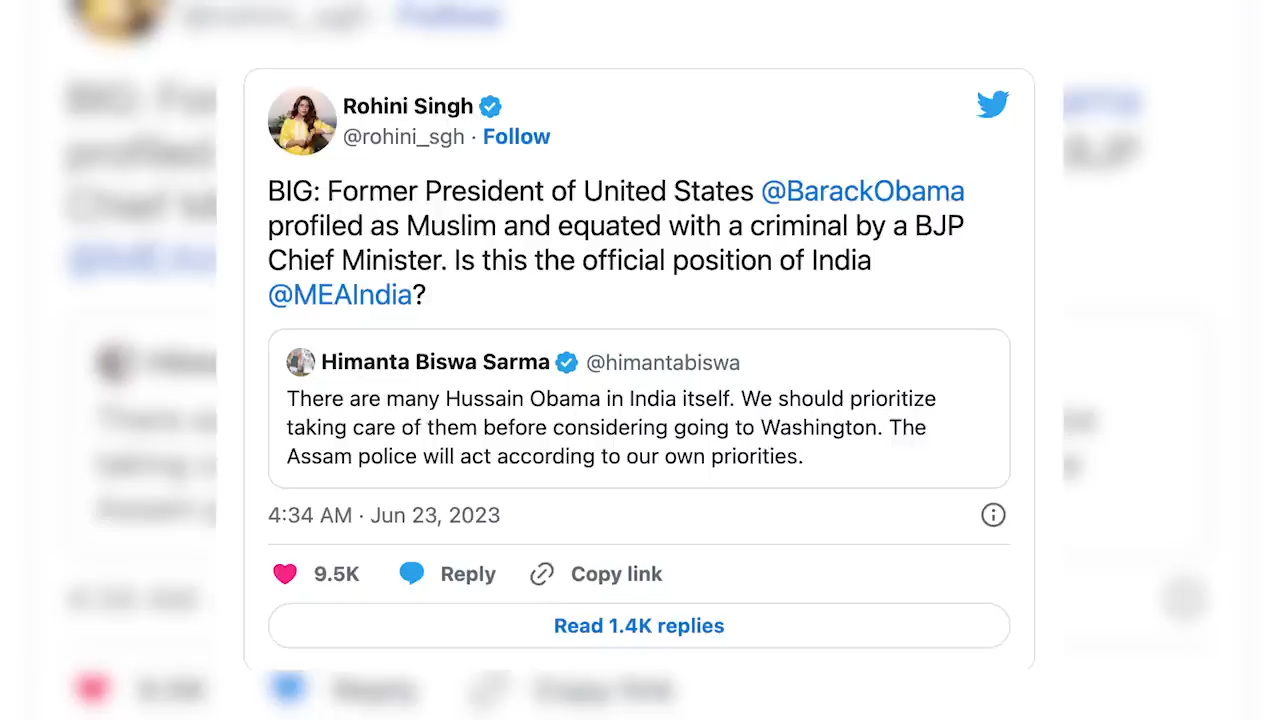 Rohini Singh
@rohini_sgh · Follow
BIG: Former President of United States @BarackObama
profiled as Muslim and equated with a criminal by a BJP
Chief Minister. Is this the official position of India
@MEAIndia?
Himanta Biswa Sarma @himantabiswa
There are many Hussain Obama in India itself. We should prioritize
taking care of them before considering going to Washington. The
Assam police will act according to our own priorities.
4:34 AM · Jun 23, 2023
9.5K Reply Copy link
Read 1.4K replies